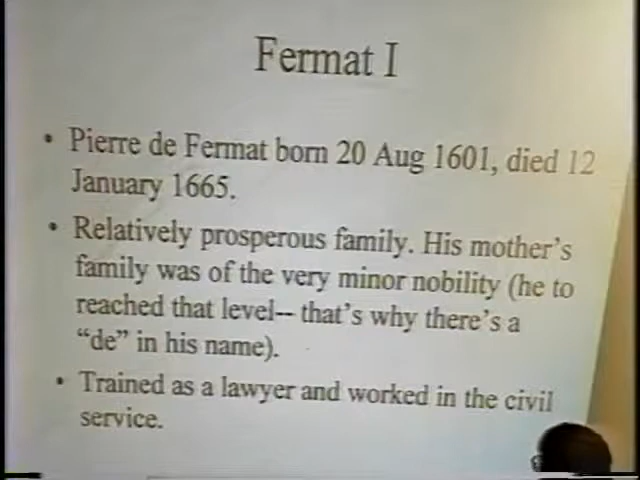 Fermat I
• Pierre de Fermat born 20 Aug 1601, died 12
January 1665.
• Relatively prosperous family. His mother's
family was of the very minor nobility (he to
reached that level-- that's why there's a
"de" in his name).
• Trained as a lawyer and worked in the civil
service.